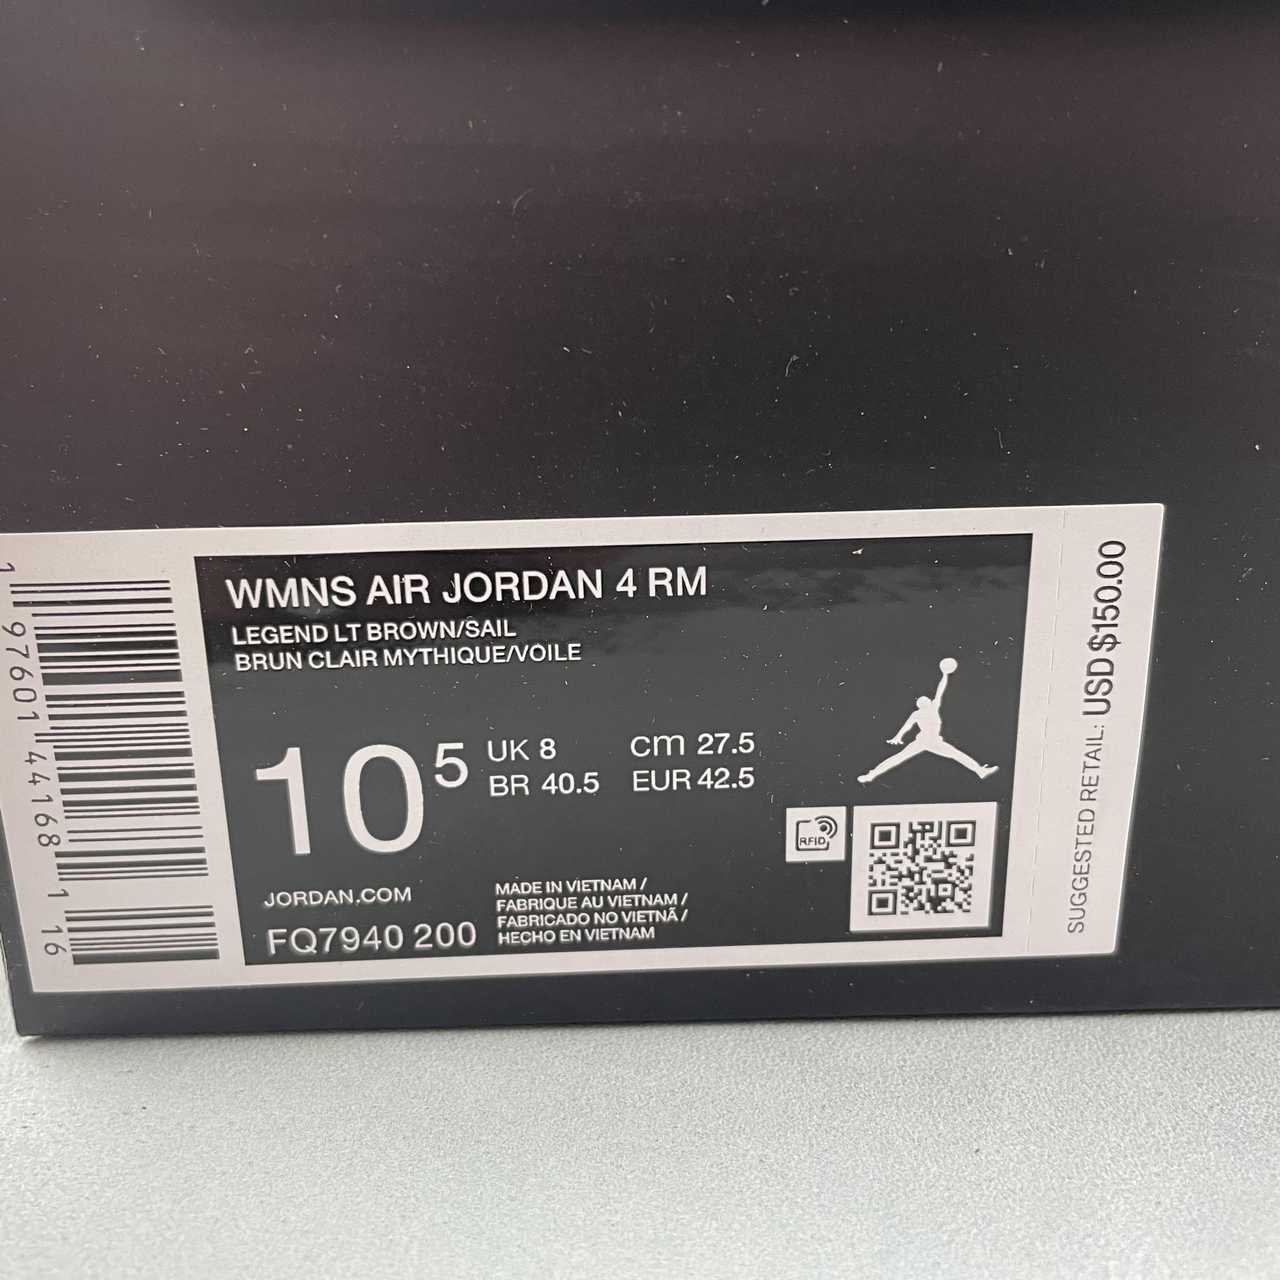 WMNS AIR JORDAN 4 RM
LEGEND LT BROWN/SAIL
BRUN CLAIR MYTHIQUE/VOILE
10 5
UK 8 cm 27.5
BR 40.5 EUR 42.5
RFID
JORDAN.COM
FQ7940 200
MADE IN VIETNAM /
FABRIQUE AU VIETNAM /
FABRICADO NO VIETNÃ /
HECHO EN VIETNAM
1 97601 44168 1 16
SUGGESTED RETAIL: USD $150.00